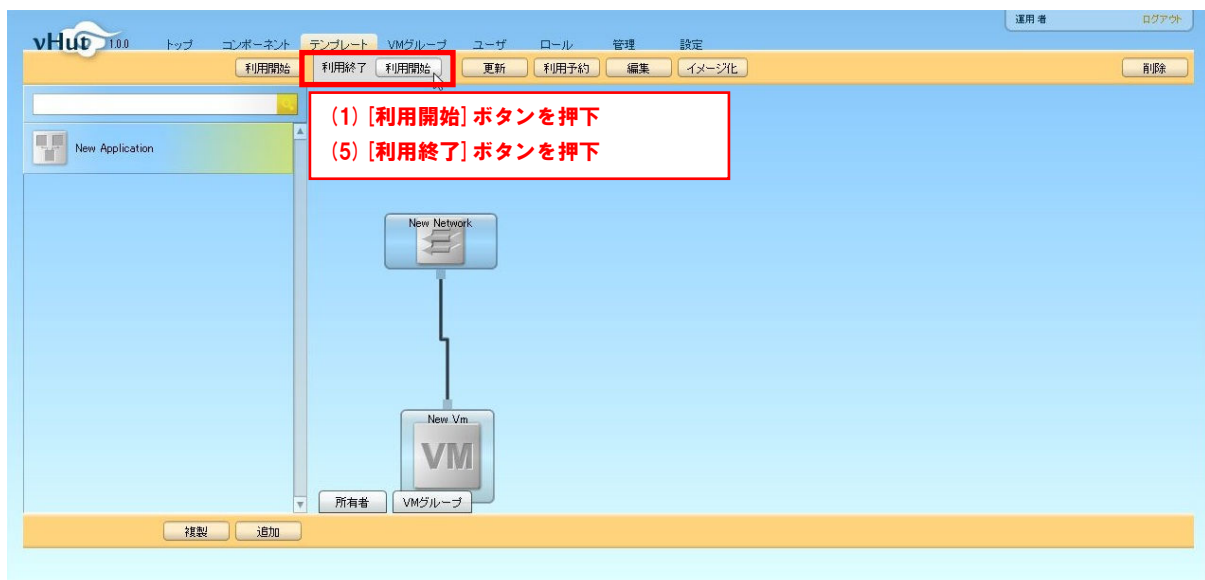 運用 者 ログアウト
vHut 1.0.0 トップ コンポーネント テンプレート VMグループ ユーザ ロール 管理 設定
利用開始 利用終了 利用開始 更新 利用予約 編集 イメージ化 削除
(1) [利用開始] ボタンを押下
(5) [利用終了] ボタンを押下
New Application
New Network
New Vm
VM
所有者 VMグループ
複製 追加